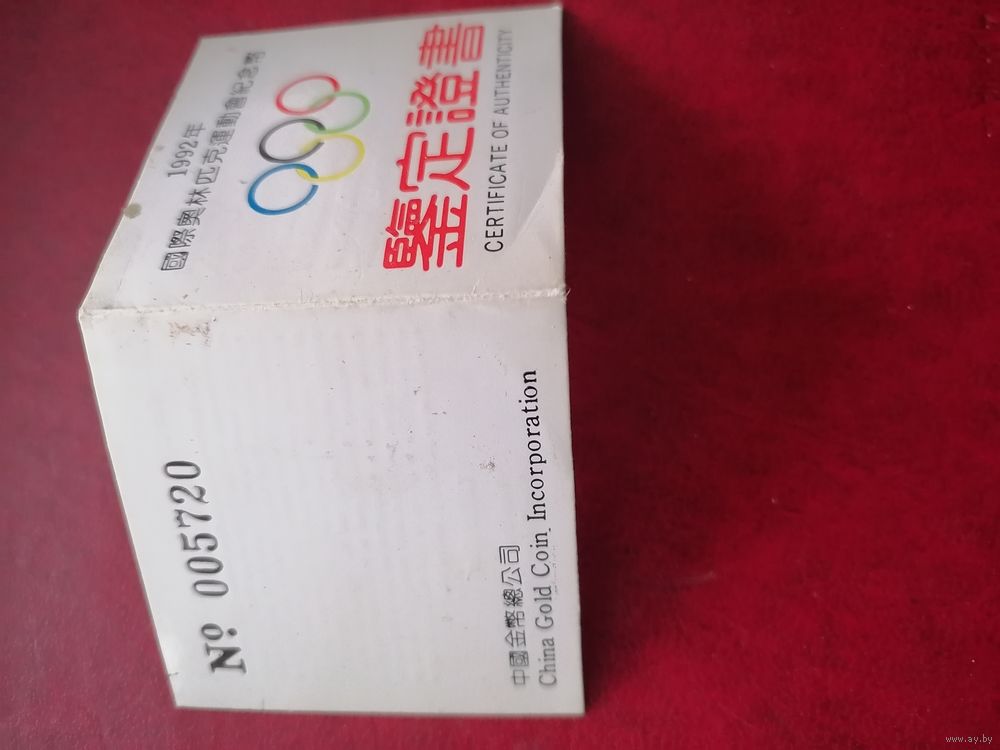 1992年
國際奧林匹克運動會紀念幣
鑒定證書
CERTIFICATE OF AUTHENTICITY
Nº 005720
中國金幣總公司
China Gold Coin Incorporation
www.ay.by